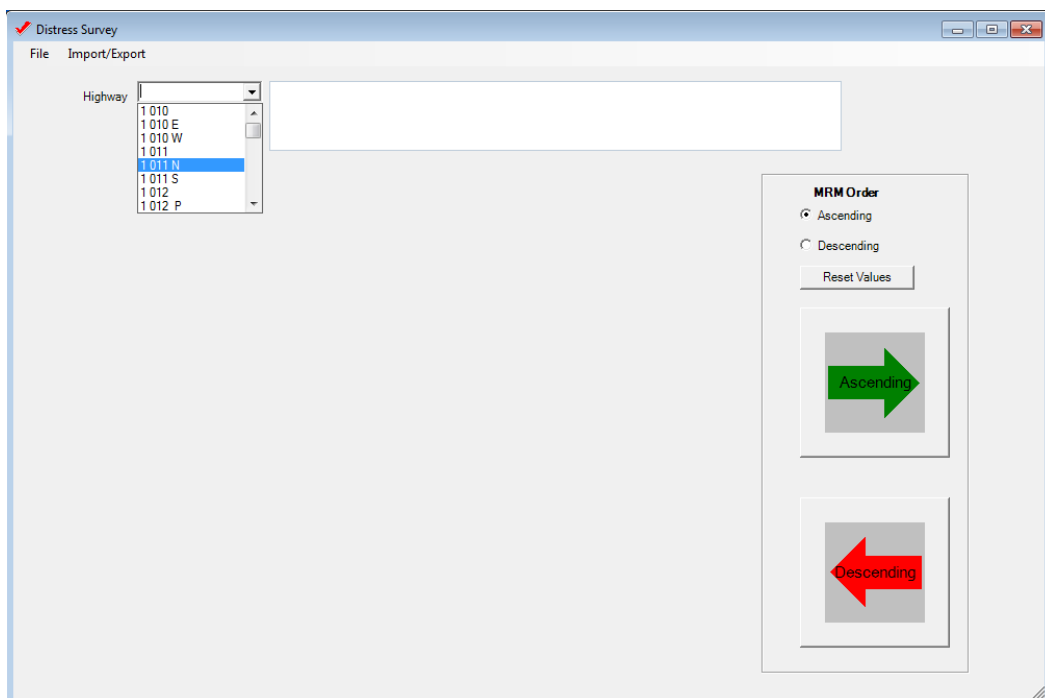 Distress Survey
File Import/Export
Highway
1 010
1 010 E
1 010 W
1 011
1 011 N
1 011 S
1 012
1 012 P
MRM Order
Ascending
Descending
Reset Values
Ascending
Descending